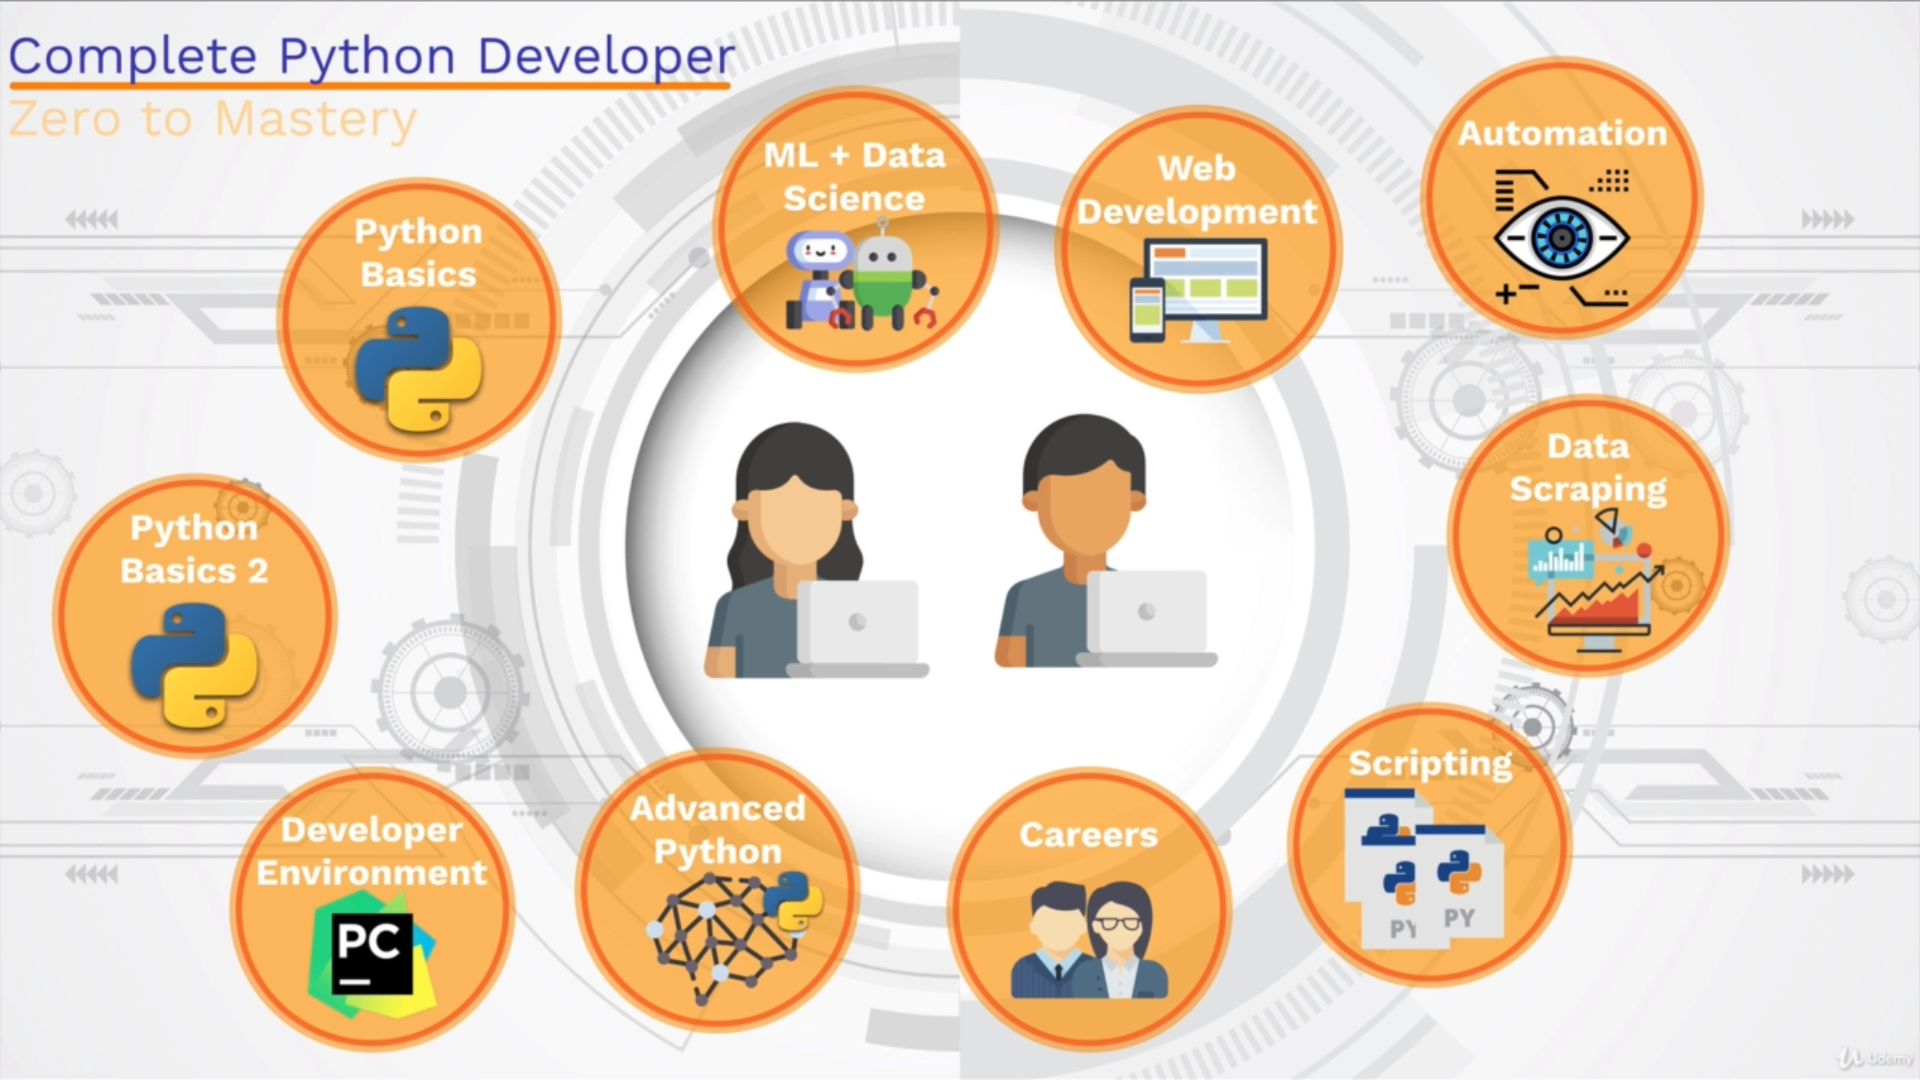 Complete Python Developer
Zero to Mastery
Python
Basics
ML + Data
Science
Web
Development
Automation
Python
Basics 2
Data
Scraping
Developer
Environment
PC
Advanced
Python
Careers
Scripting
PY
PY
Udemy